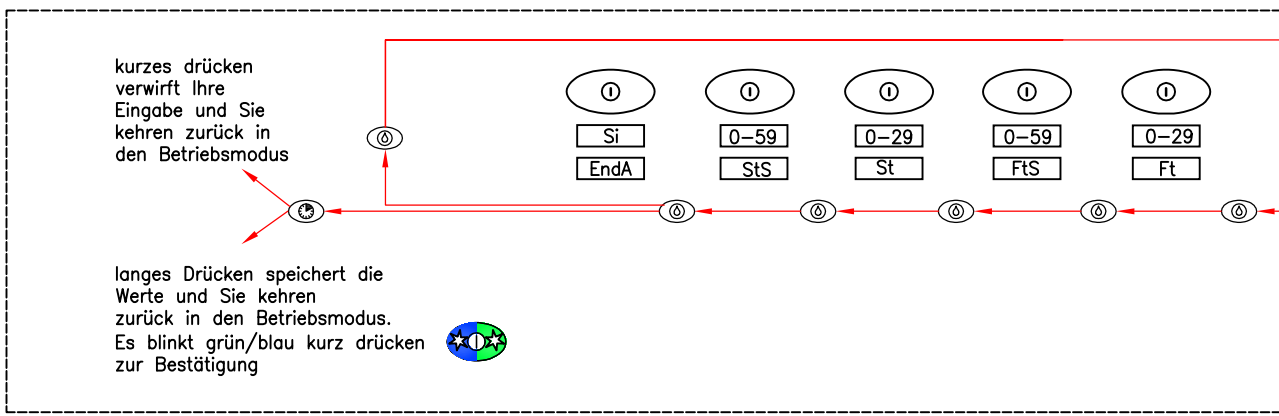 kurzes drücken
verwirft Ihre
Eingabe und Sie
kehren zurück in
den Betriebsmodus
Si 0-59 0-29 0-59 0-29
EndA StS St FtS Ft
langes Drücken speichert die
Werte und Sie kehren
zurück in den Betriebsmodus.
Es blinkt grün/blau kurz drücken
zur Bestätigung